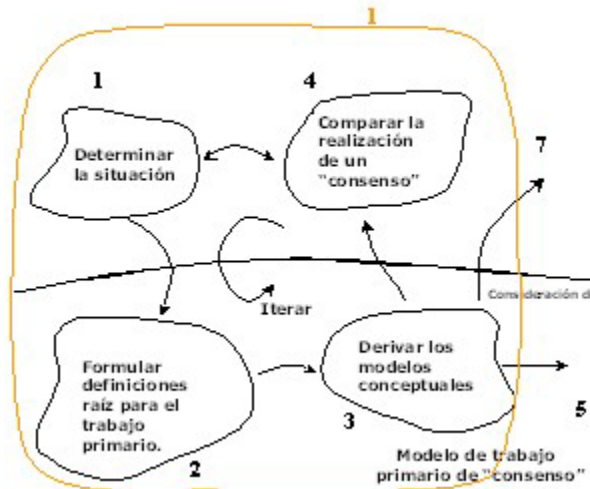 1
1
4
Determinar
la situación
Comparar la
realización
de un
"consenso"
7
Iterar
Consideración d
Formular
definiciones
raíz para el
trabajo
primario.
Derivar los
modelos
conceptuales
3
5
2
Modelo de trabajo
primario de "consenso"